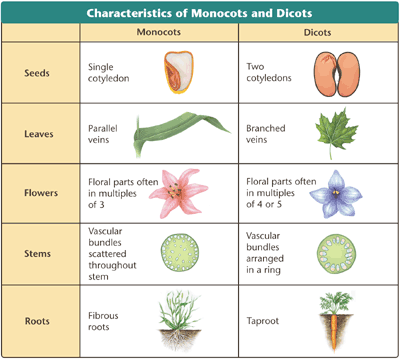 Characteristics of Monocots and Dicots
Monocots
Dicots
Seeds
Single
cotyledon
Two
cotyledons
Leaves
Parallel
veins
Branched
veins
Flowers
Floral parts often
in multiples
of 3
Floral parts often
in multiples
of 4 or 5
Stems
Vascular
bundles
scattered
throughout
stem
Vascular
bundles
arranged
in a ring
Roots
Fibrous
roots
Taproot